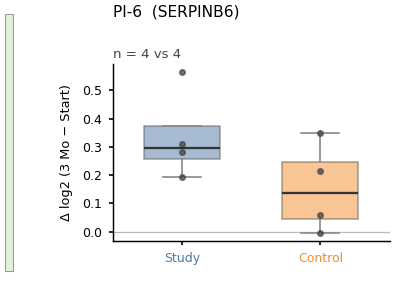 PI-6 (SERPINB6)
n = 4 vs 4
Δ log2 (3 Mo − Start)
0.5
0.4
0.3
0.2
0.1
0.0
Study
Control